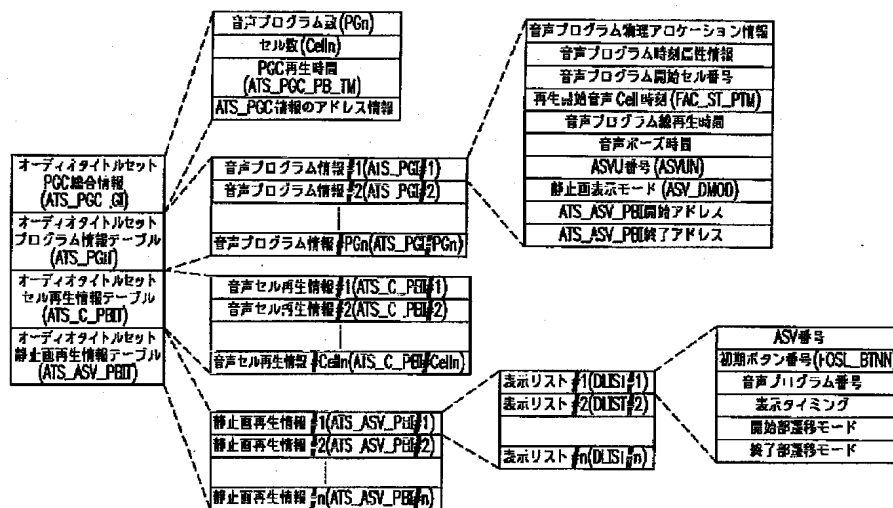 音声プログラム数(PGn)
セル数(Celln)
PGC再生時間
(ATS_PGC_PB_TM)
ATS_PGC情報のアドレス情報
音声プログラム物理アロケーション情報
音声プログラム時刻属性情報
音声プログラム開始セル番号
再生開始音声Cell時刻(FAC_ST_PTM)
音声プログラム総再生時間
音声ポーズ時間
ASVU番号(ASVUN)
静止画表示モード(ASV_DMOD)
ATS_ASV_PBI開始アドレス
ATS_ASV_PBI終了アドレス
オーディオタイトルセット
PGC総合情報
(ATS_PGC_GI)
オーディオタイトルセット
プログラム情報テーブル
(ATS_PGIT)
オーディオタイトルセット
セル再生情報テーブル
(ATS_C_PBIT)
オーディオタイトルセット
静止画再生情報テーブル
(ATS_ASV_PBIT)
音声プログラム情報#1(ATS_PGI#1)
音声プログラム情報#2(ATS_PGI#2)
音声プログラム情報#PGn(ATS_PGI#PGn)
音声セル再生情報#1(ATS_C_PBI#1)
音声セル再生情報#2(ATS_C_PBI#2)
音声セル再生情報#Celln(ATS_C_PBI#Celln)
静止画再生情報#1(ATS_ASV_PBI#1)
静止画再生情報#2(ATS_ASV_PBI#2)
静止画再生情報#n(ATS_ASV_PBI#n)
表示リスト#1(DLIST#1)
表示リスト#2(DLIST#2)
表示リスト#n(DLIST#n)
ASV番号
初期ボタン番号(FOSL_BTNN)
音声プログラム番号
表示タイミング
開始部遷移モード
終了部遷移モード